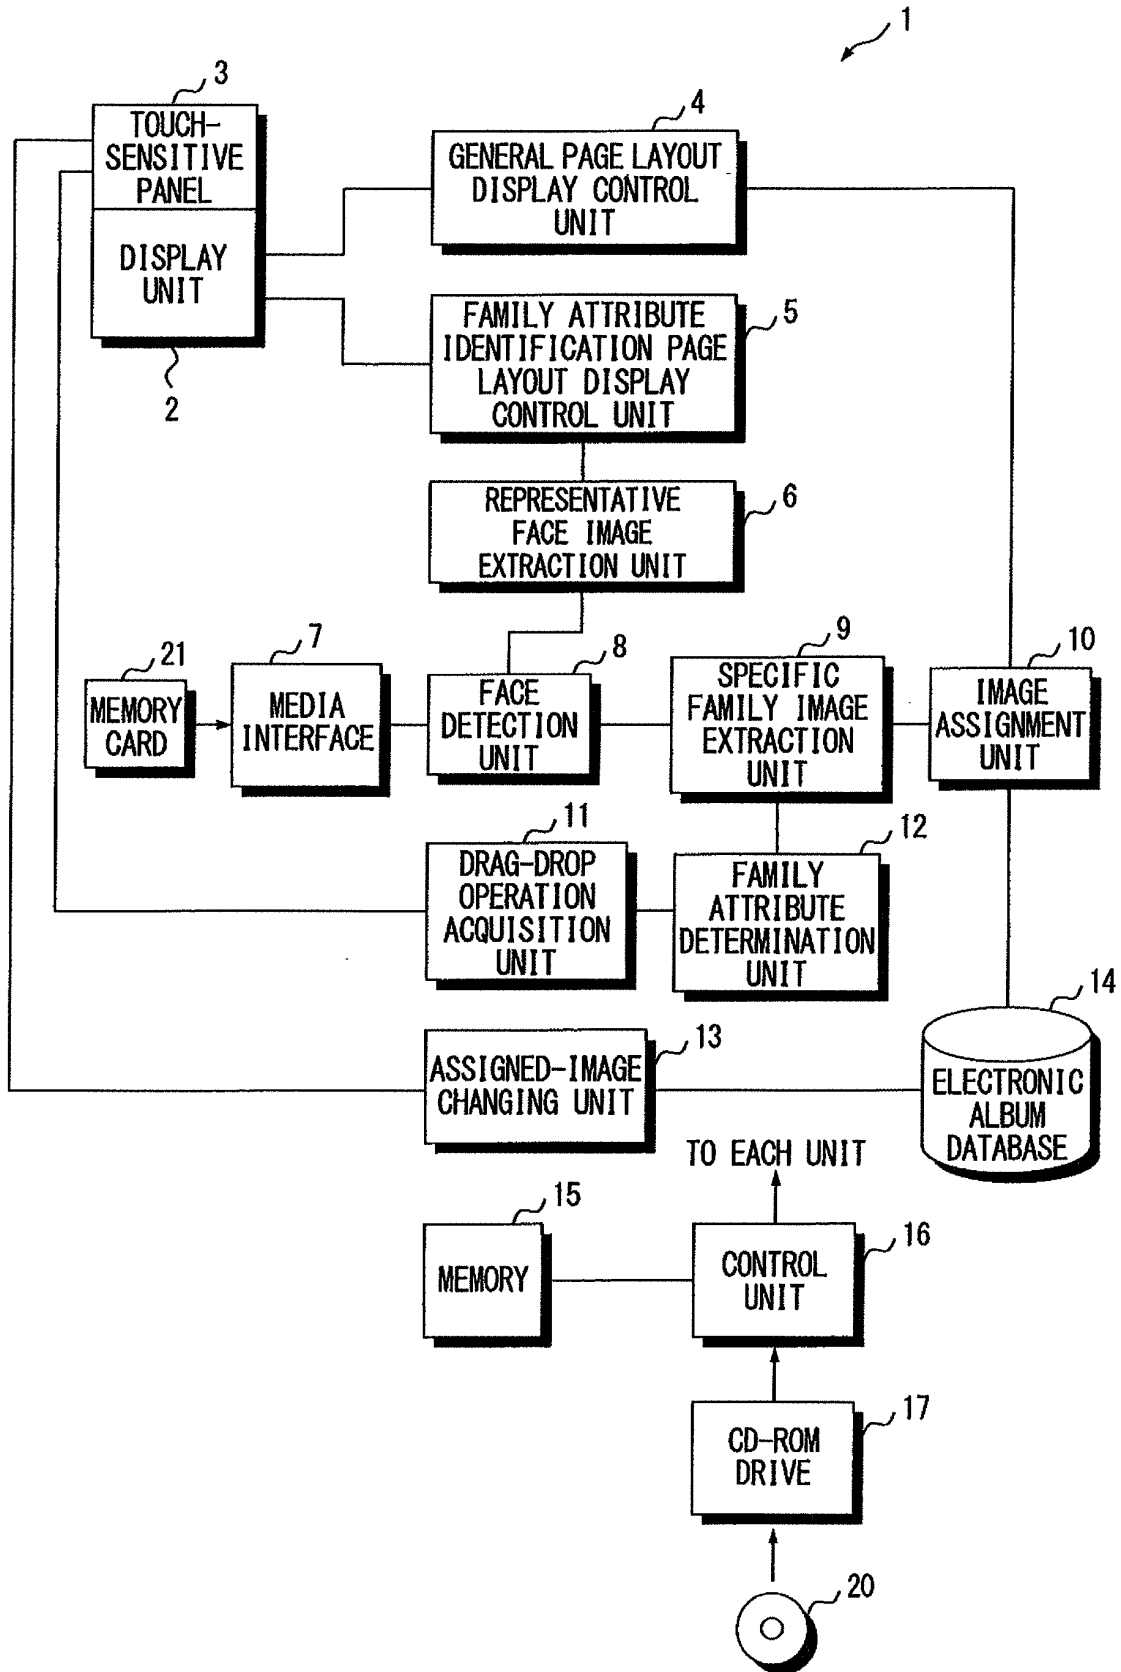 1
3
TOUCH-
SENSITIVE
PANEL
DISPLAY
UNIT
2
4
GENERAL PAGE LAYOUT
DISPLAY CONTROL
UNIT
5
FAMILY ATTRIBUTE
IDENTIFICATION PAGE
LAYOUT DISPLAY
CONTROL UNIT
6
REPRESENTATIVE
FACE IMAGE
EXTRACTION UNIT
21
MEMORY
CARD
7
MEDIA
INTERFACE
8
FACE
DETECTION
UNIT
9
SPECIFIC
FAMILY IMAGE
EXTRACTION
UNIT
10
IMAGE
ASSIGNMENT
UNIT
11
DRAG-DROP
OPERATION
ACQUISITION
UNIT
12
FAMILY
ATTRIBUTE
DETERMINATION
UNIT
13
ASSIGNED-IMAGE
CHANGING UNIT
14
ELECTRONIC
ALBUM
DATABASE
TO EACH UNIT
15
MEMORY
16
CONTROL
UNIT
17
CD-ROM
DRIVE
20